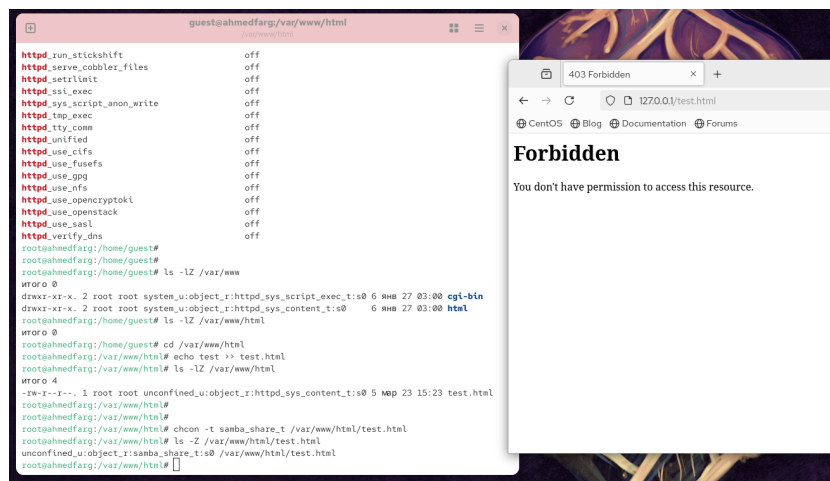 guest@ahmedfarg:/var/www/html
/var/www/html
httpd_run_stickshift off
httpd_serve_cobbler_files off
httpd_setrlimit off
httpd_ssi_exec off
httpd_sys_script_anon_write off
httpd_tmp_exec off
httpd_tty_comm off
httpd_unified off
httpd_use_cifs off
httpd_use_fusefs off
httpd_use_gpg off
httpd_use_nfs off
httpd_use_opencryptoki off
httpd_use_openstack off
httpd_use_sasl off
httpd_verify_dns off
root@ahmedfarg:/home/guest#
root@ahmedfarg:/home/guest#
root@ahmedfarg:/home/guest# ls -lZ /var/www
итого 0
drwxr-xr-x. 2 root root system_u:object_r:httpd_sys_script_exec_t:s0 6 янв 27 03:00 cgi-bin
drwxr-xr-x. 2 root root system_u:object_r:httpd_sys_content_t:s0 6 янв 27 03:00 html
root@ahmedfarg:/home/guest# ls -lZ /var/www/html
итого 0
root@ahmedfarg:/home/guest# cd /var/www/html
root@ahmedfarg:/var/www/html# echo test >> test.html
root@ahmedfarg:/var/www/html# ls -lZ /var/www/html
итого 4
-rw-r--r--. 1 root root unconfined_u:object_r:httpd_sys_content_t:s0 5 мар 23 15:23 test.html
root@ahmedfarg:/var/www/html#
root@ahmedfarg:/var/www/html#
root@ahmedfarg:/var/www/html# chcon -t samba_share_t /var/www/html/test.html
root@ahmedfarg:/var/www/html# ls -Z /var/www/html/test.html
unconfined_u:object_r:samba_share_t:s0 /var/www/html/test.html
root@ahmedfarg:/var/www/html#
403 Forbidden
127.0.0.1/test.html
CentOS Blog Documentation Forums
Forbidden
You don't have permission to access this resource.